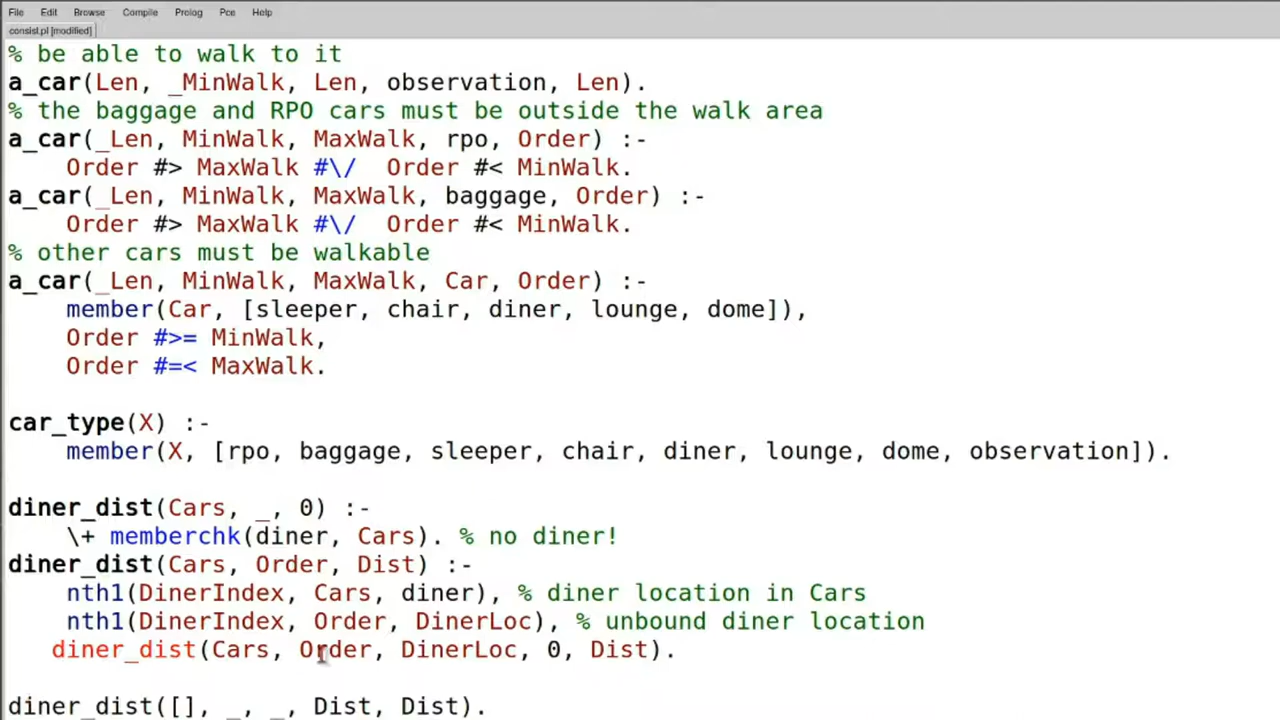 File Edit Browse Compile Prolog Pce Help
consist.pl [modified]
% be able to walk to it
a_car(Len, _MinWalk, Len, observation, Len).
% the baggage and RPO cars must be outside the walk area
a_car(_Len, MinWalk, MaxWalk, rpo, Order) :-
    Order #> MaxWalk #\/  Order #< MinWalk.
a_car(_Len, MinWalk, MaxWalk, baggage, Order) :-
    Order #> MaxWalk #\/  Order #< MinWalk.
% other cars must be walkable
a_car(_Len, MinWalk, MaxWalk, Car, Order) :-
    member(Car, [sleeper, chair, diner, lounge, dome]),
    Order #>= MinWalk,
    Order #=< MaxWalk.
car_type(X) :-
    member(X, [rpo, baggage, sleeper, chair, diner, lounge, dome, observation]).
diner_dist(Cars, _, 0) :-
    \+ memberchk(diner, Cars). % no diner!
diner_dist(Cars, Order, Dist) :-
    nth1(DinerIndex, Cars, diner), % diner location in Cars
    nth1(DinerIndex, Order, DinerLoc), % unbound diner location
   diner_dist(Cars, Order, DinerLoc, 0, Dist).
diner_dist([], _, _, Dist, Dist).